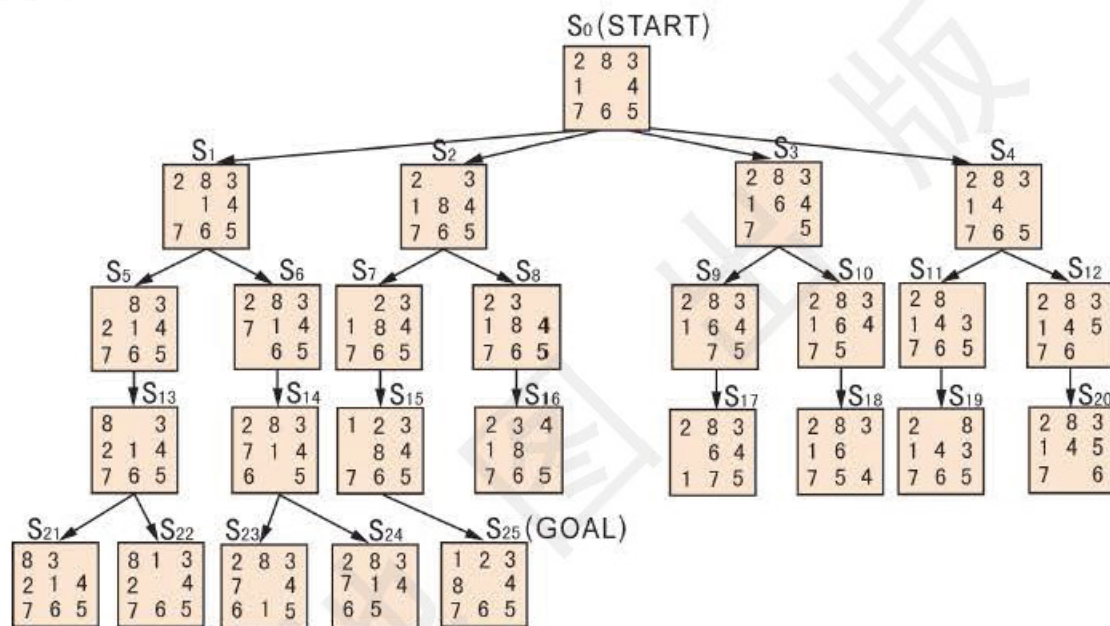 S₀(START)
2 8 3
1 4
7 6 5
S₁
S₂
S₃
S₄
2 8 3
1 4
7 6 5
2 3
1 8 4
7 6 5
2 8 3
1 6 4
7 5
2 8 3
1 4
7 6 5
S₅
S₆
S₇
S₈
S₉
S₁₀
S₁₁
S₁₂
8 3
2 1 4
7 6 5
2 8 3
7 1 4
6 5
2 3
1 8 4
7 6 5
2 3
1 8 4
7 6 5
2 8 3
1 6 4
7 5
2 8 3
1 6 4
7 5
2 8
1 4 3
7 6 5
2 8 3
1 4 5
7 6
S₁₃
S₁₄
S₁₅
S₁₆
S₁₇
S₁₈
S₁₉
S₂₀
8 3
2 1 4
7 6 5
2 8 3
7 1 4
6 5
1 2 3
8 4
7 6 5
2 3 4
1 8
7 6 5
2 8 3
6 4
1 7 5
2 8 3
1 6
7 5 4
2 8
1 4 3
7 6 5
2 8 3
1 4 5
7 6
S₂₁
S₂₂
S₂₃
S₂₄
S₂₅(GOAL)
8 3
2 1 4
7 6 5
8 1 3
2 4
7 6 5
2 8 3
7 4
6 1 5
2 8 3
7 1 4
6 5
1 2 3
8 4
7 6 5
图出版